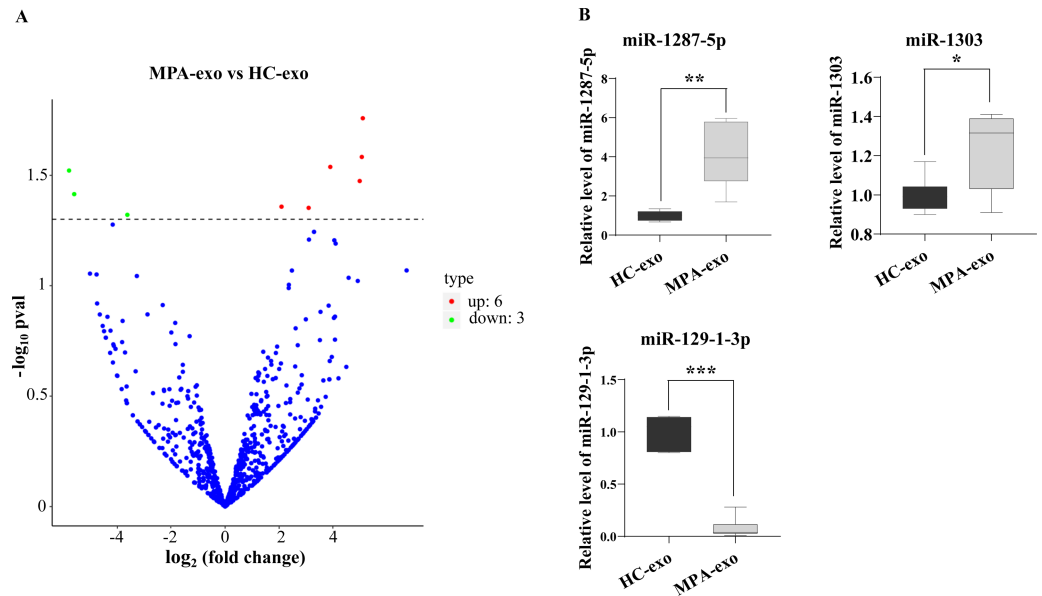 A
MPA-exo vs HC-exo
-log10 pval
1.5
1
0.5
0
-4
-2
0
2
4
6
log2 (fold change)
type
up: 6
down: 3
B
miR-1287-5p
Relative level of miR-1287-5p
8
6
4
2
0
**
HC-exo
MPA-exo
miR-1303
Relative level of miR-1303
1.6
1.4
1.2
1.0
0.8
*
HC-exo
MPA-exo
miR-129-1-3p
Relative level of miR-129-1-3p
1.5
1.0
0.5
0.0
***
HC-exo
MPA-exo